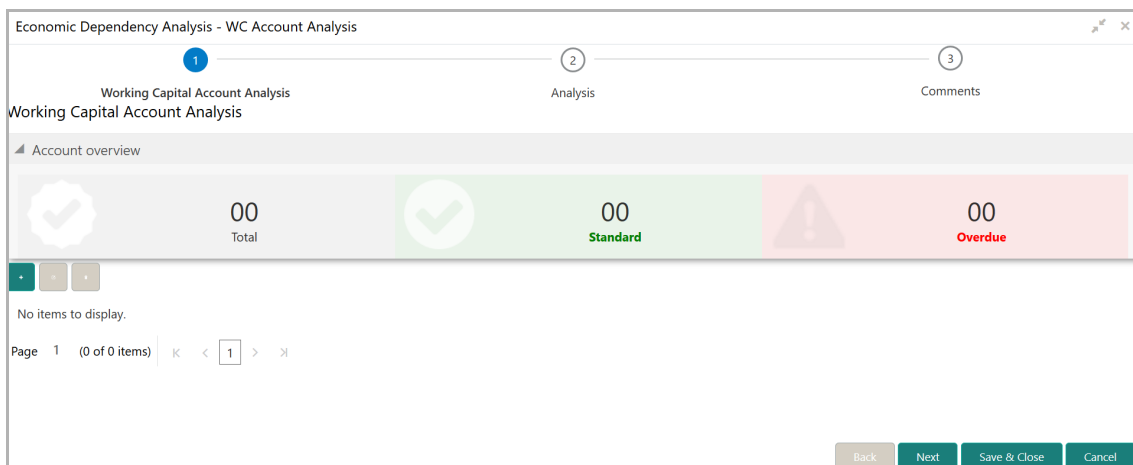 Economic Dependency Analysis - WC Account Analysis
1 2 3
Working Capital Account Analysis Analysis Comments
Working Capital Account Analysis
Account overview
00 00 00
Total Standard Overdue
No items to display.
Page 1 (0 of 0 items) 1
Back Next Save & Close Cancel